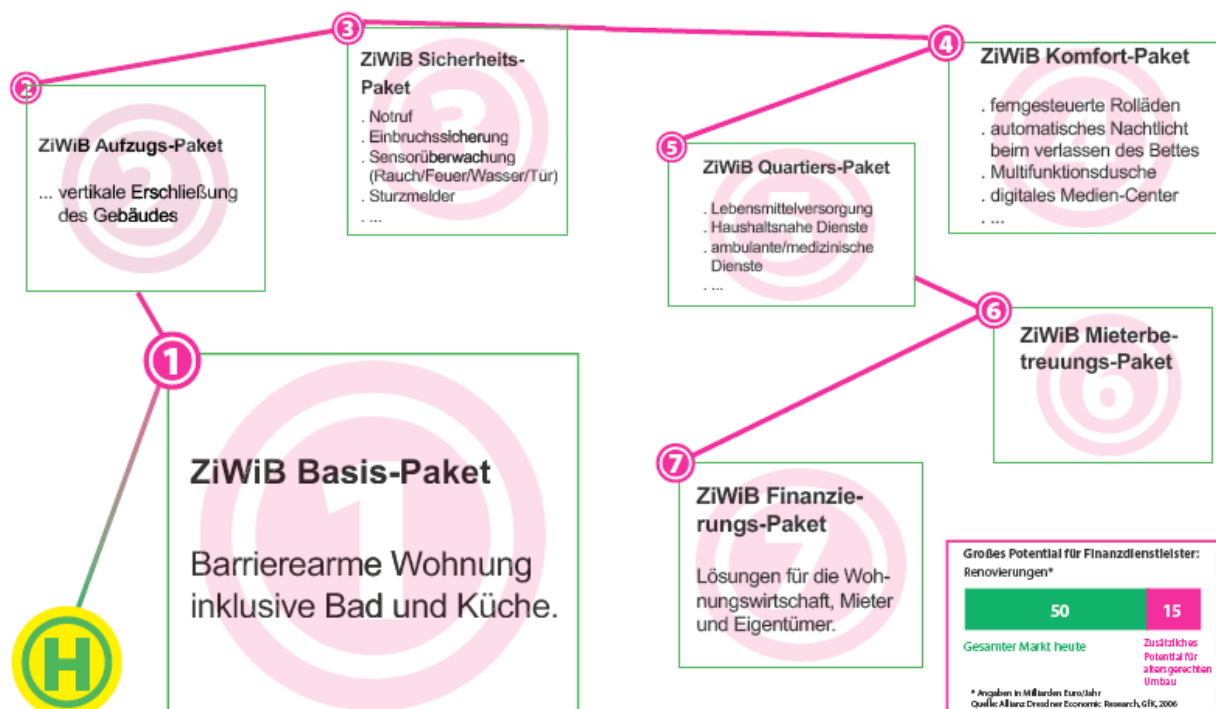 H
1
ZiWiB Basis-Paket
Barrierearme Wohnung
inklusive Bad und Küche.
2
ZiWiB Aufzugs-Paket
... vertikale Erschließung
des Gebäudes
3
ZiWiB Sicherheits-
Paket
. Notruf
. Einbruchssicherung
. Sensorüberwachung
(Rauch/Feuer/Wasser/Tür)
. Sturzmelder
. ...
4
ZiWiB Komfort-Paket
. ferngesteuerte Rolläden
. automatisches Nachtlicht
beim verlassen des Bettes
. Multifunktionsdusche
. digitales Medien-Center
. ...
5
ZiWiB Quartiers-Paket
. Lebensmittelversorgung
. Haushaltsnahe Dienste
. ambulante/medizinische
Dienste
. ...
6
ZiWiB Mieterbe-
treuungs-Paket
7
ZiWiB Finanzie-
rungs-Paket
Lösungen für die Woh-
nungswirtschaft, Mieter
und Eigentümer.
Großes Potential für Finanzdienstleister:
Renovierungen*
50 15
Gesamter Markt heute
Zusätzliches
Potential für
altersgerechten
Umbau
* Angaben in Milliarden Euro/Jahr
Quelle: Allianz Dresdner Economic Research, GfK, 2006